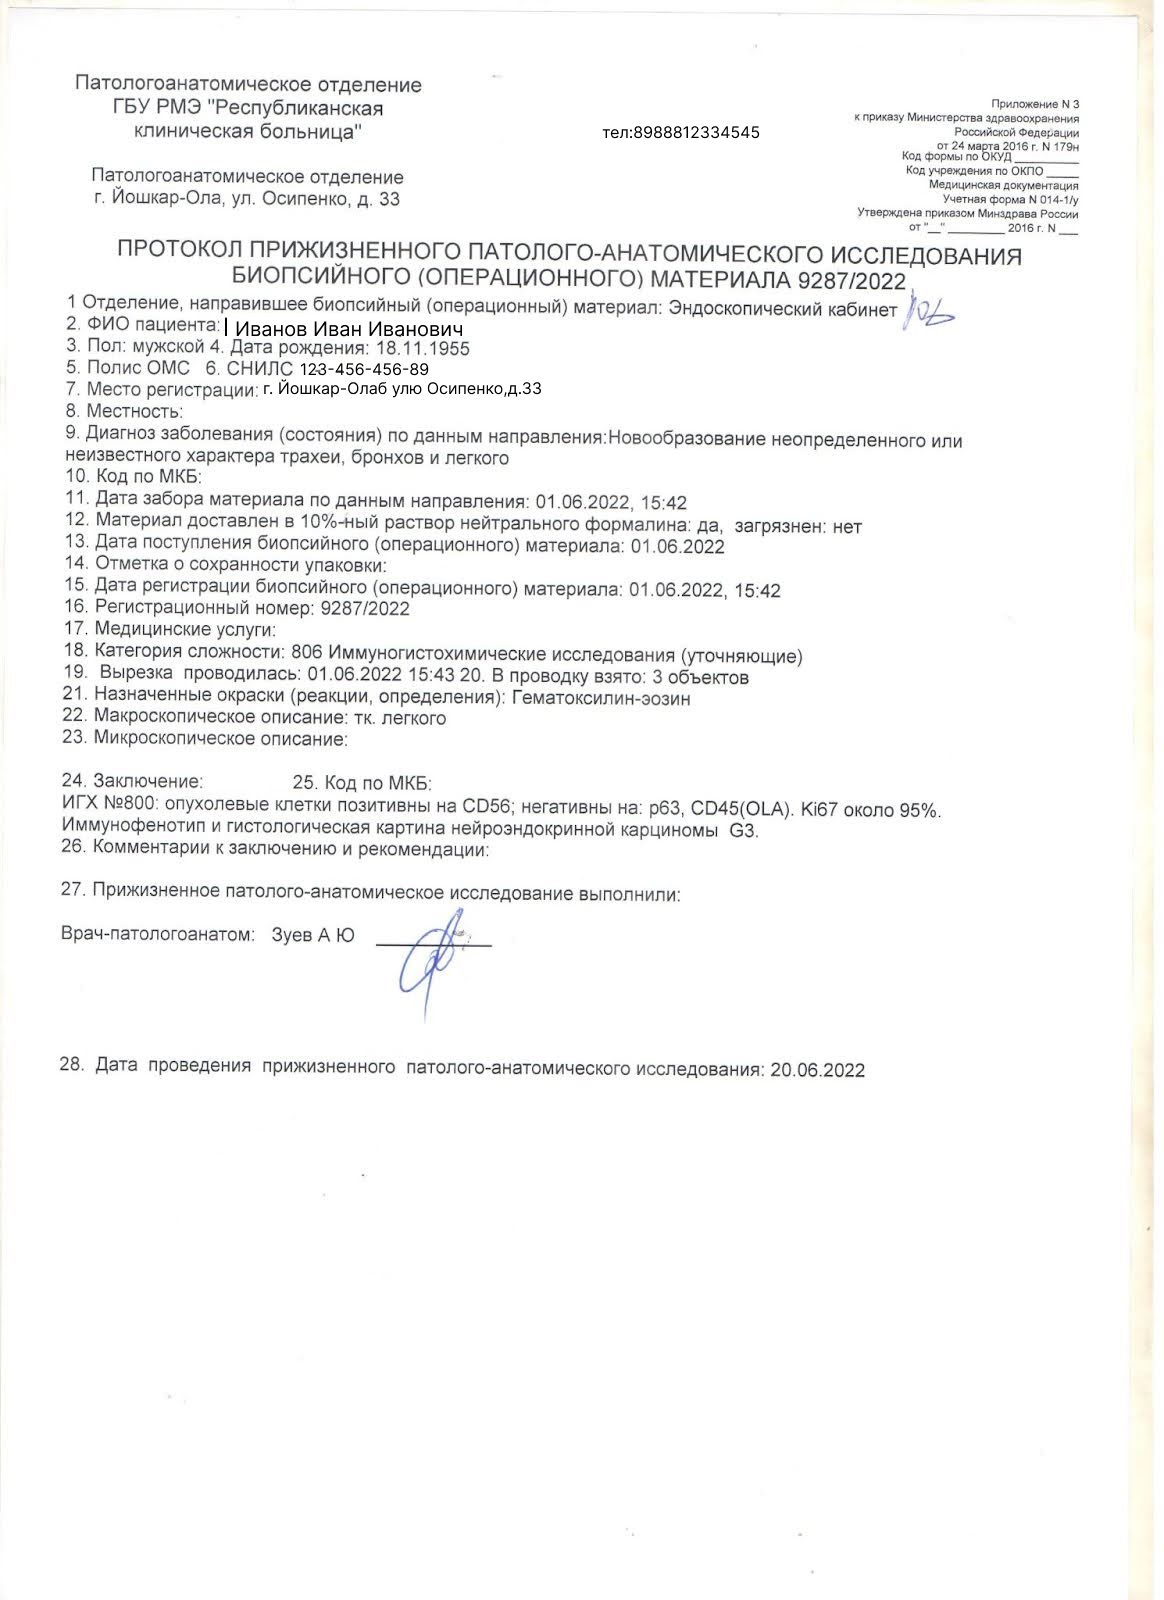 Патологоанатомическое отделение
ГБУ РМЭ "Республиканская
клиническая больница"
тел:8988812334545
Приложение N 3
к приказу Министерства здравоохранения
Российской Федерации
от 24 марта 2016 г. N 179н
Код формы по ОКУД __________
Код учреждения по ОКПО _____
Медицинская документация
Учетная форма N 014-1/у
Утверждена приказом Минздрава России
от "__" _________ 2016 г. N ___
Патологоанатомическое отделение
г. Йошкар-Ола, ул. Осипенко, д. 33
ПРОТОКОЛ ПРИЖИЗНЕННОГО ПАТОЛОГО-АНАТОМИЧЕСКОГО ИССЛЕДОВАНИЯ
БИОПСИЙНОГО (ОПЕРАЦИОННОГО) МАТЕРИАЛА 9287/2022
1 Отделение, направившее биопсийный (операционный) материал: Эндоскопический кабинет
2. ФИО пациента: Иванов Иван Иванович
3. Пол: мужской 4. Дата рождения: 18.11.1955
5. Полис ОМС 6. СНИЛС 123-456-456-89
7. Место регистрации: г. Йошкар-Олаб улю Осипенко,д.33
8. Местность:
9. Диагноз заболевания (состояния) по данным направления:Новообразование неопределенного или
неизвестного характера трахеи, бронхов и легкого
10. Код по МКБ:
11. Дата забора материала по данным направления: 01.06.2022, 15:42
12. Материал доставлен в 10%-ный раствор нейтрального формалина: да, загрязнен: нет
13. Дата поступления биопсийного (операционного) материала: 01.06.2022
14. Отметка о сохранности упаковки:
15. Дата регистрации биопсийного (операционного) материала: 01.06.2022, 15:42
16. Регистрационный номер: 9287/2022
17. Медицинские услуги:
18. Категория сложности: 806 Иммуногистохимические исследования (уточняющие)
19. Вырезка проводилась: 01.06.2022 15:43 20. В проводку взято: 3 объектов
21. Назначенные окраски (реакции, определения): Гематоксилин-эозин
22. Макроскопическое описание: тк. легкого
23. Микроскопическое описание:
24. Заключение: 25. Код по МКБ:
ИГХ №800: опухолевые клетки позитивны на CD56; негативны на: p63, CD45(OLA). Ki67 около 95%.
Иммунофенотип и гистологическая картина нейроэндокринной карциномы G3.
26. Комментарии к заключению и рекомендации:
27. Прижизненное патолого-анатомическое исследование выполнили:
Врач-патологоанатом: Зуев А Ю
28. Дата проведения прижизненного патолого-анатомического исследования: 20.06.2022